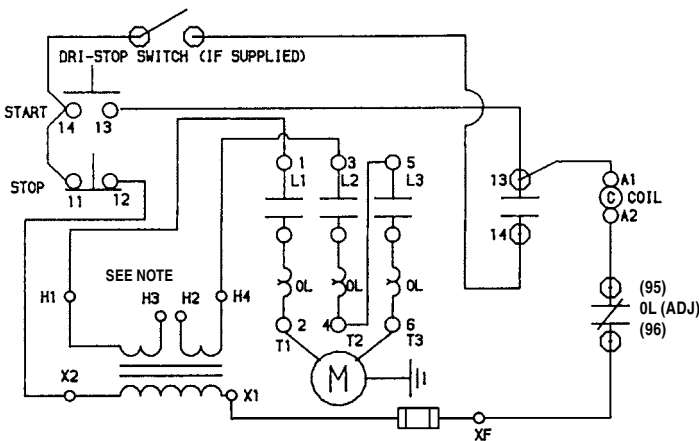 DRI-STOP SWITCH (IF SUPPLIED)
START
14 13
STOP
11 12
1 3 5
L1 L2 L3
13
14
A1
C COIL
A2
SEE NOTE
H1 H3 H2 H4
OL OL OL
(95)
OL (ADJ)
(96)
2 4 6
T1 T2 T3
M
X2 X1
XF